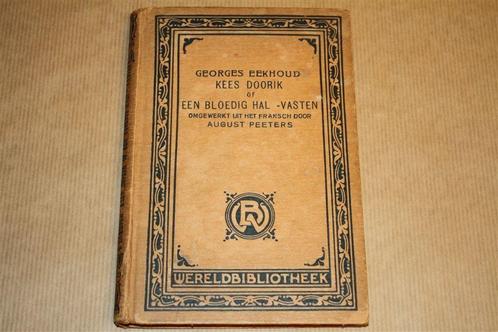 GEORGES EEKHOUD
KEES DOORIK
of
EEN BLOEDIG HAL -VASTEN
OMGEWERKT UIT HET FRANSCH DOOR
AUGUST PEETERS
WERELDBIBLIOTHEEK